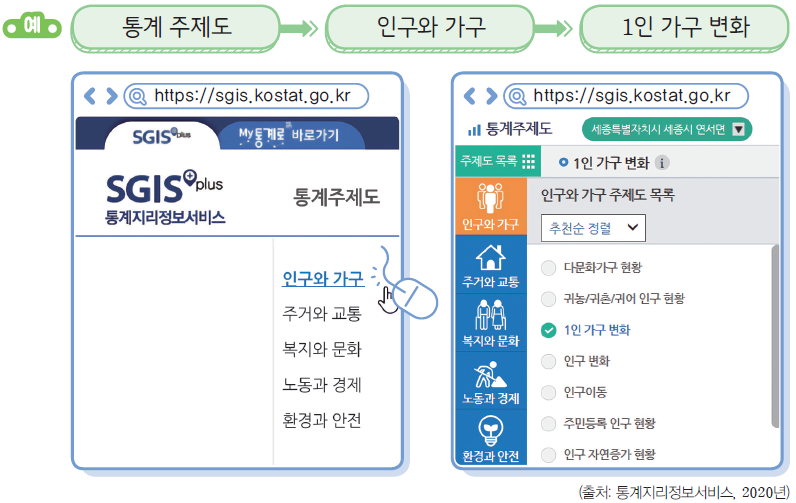 예
통계 주제도
인구와 가구
1인 가구 변화
https://sgis.kostat.go.kr
SGIS plus
My통계로 바로가기
SGIS plus
통계지리정보서비스
통계주제도
인구와 가구
주거와 교통
복지와 문화
노동과 경제
환경과 안전
https://sgis.kostat.go.kr
통계주제도
세종특별자치시 세종시 연서면
주제도 목록
1인 가구 변화
인구와 가구
주거와 교통
복지와 문화
노동과 경제
환경과 안전
인구와 가구 주제도 목록
추천순 정렬
다문화가구 현황
귀농/귀촌/귀어 인구 현황
1인 가구 변화
인구 변화
인구이동
주민등록 인구 현황
인구 자연증가 현황
(출처: 통계지리정보서비스, 2020년)